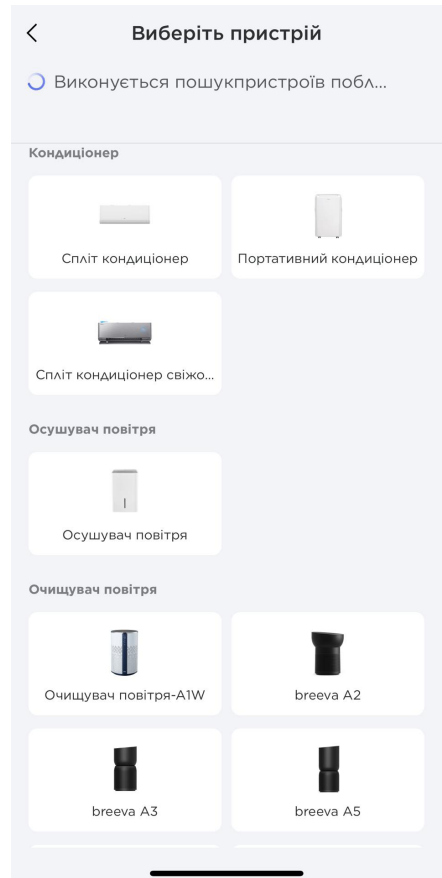 Виберіть пристрій
Виконується пошукпристроїв побл...
Кондиціонер
Спліт кондиціонер
Портативний кондиціонер
Спліт кондиціонер свіжо...
Осушувач повітря
Осушувач повітря
Очищувач повітря
Очищувач повітря-A1W
breeva A2
breeva A3
breeva A5